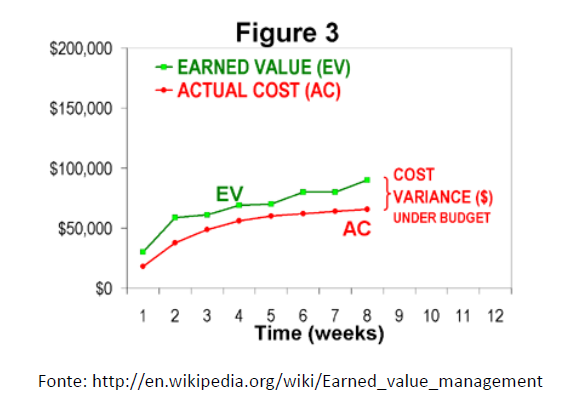 Figure 3
$200,000
EARNED VALUE (EV)
ACTUAL COST (AC)
$150,000
$100,000
COST
EV
VARIANCE ($)
UNDER BUDGET
$50,000
AC
$0
1 2 3 4 5 6 7 8 9 10 11 12
Time (weeks)
Fonte: http://en.wikipedia.org/wiki/Earned_value_management